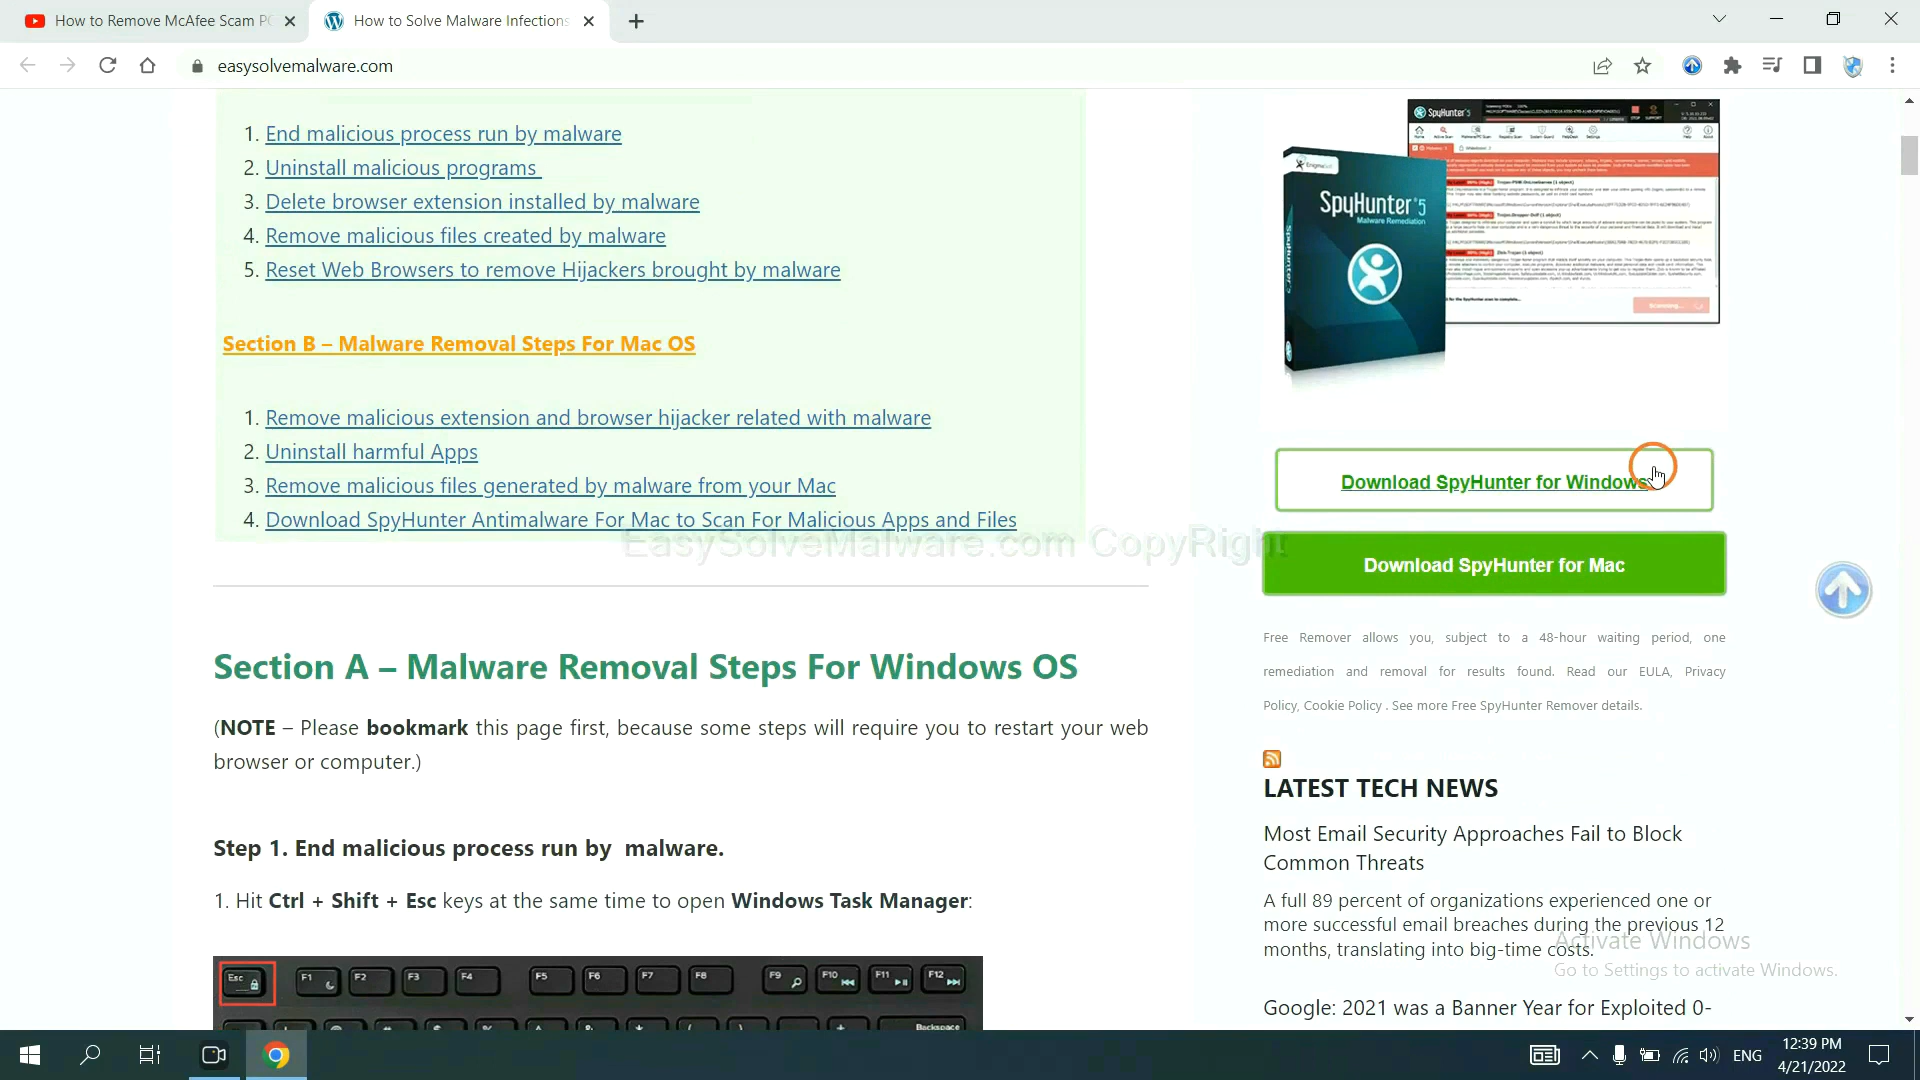 How to Remove McAfee Scam P
How to Solve Malware Infections
easysolvemalware.com
1. End malicious process run by malware
2. Uninstall malicious programs
3. Delete browser extension installed by malware
4. Remove malicious files created by malware
5. Reset Web Browsers to remove Hijackers brought by malware
Section B – Malware Removal Steps For Mac OS
1. Remove malicious extension and browser hijacker related with malware
2. Uninstall harmful Apps
3. Remove malicious files generated by malware from your Mac
4. Download SpyHunter Antimalware For Mac to Scan For Malicious Apps and Files
EasySolveMalware.com CopyRight
Section A – Malware Removal Steps For Windows OS
(NOTE – Please bookmark this page first, because some steps will require you to restart your web
browser or computer.)
Step 1. End malicious process run by malware.
1. Hit Ctrl + Shift + Esc keys at the same time to open Windows Task Manager:
Esc F1 F2 F3 F4 F5 F6 F7 F8 F9 F10 F11 F12
Backspace
SpyHunter 5
EnigmaSoft
SpyHunter 5
Malware Remediation
SpyHunter 5
Download SpyHunter for Windows
Download SpyHunter for Mac
Free Remover allows you, subject to a 48-hour waiting period, one
remediation and removal for results found. Read our EULA, Privacy
Policy, Cookie Policy . See more Free SpyHunter Remover details.
LATEST TECH NEWS
Most Email Security Approaches Fail to Block
Common Threats
A full 89 percent of organizations experienced one or
more successful email breaches during the previous 12
months, translating into big-time costs.
Google: 2021 was a Banner Year for Exploited 0-
Activate Windows
Go to Settings to activate Windows.
ENG
12:39 PM
4/21/2022